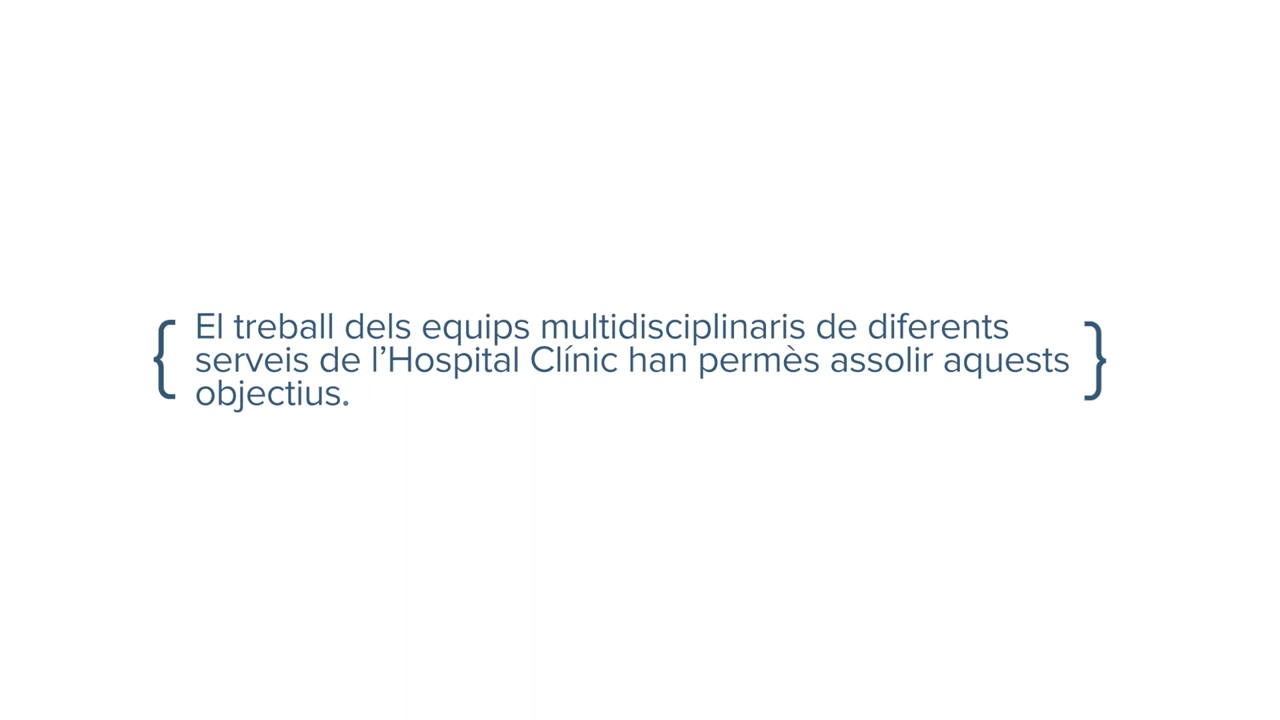 { El treball dels equips multidisciplinaris de diferents
serveis de l’Hospital Clínic han permès assolir aquests }
objectius.